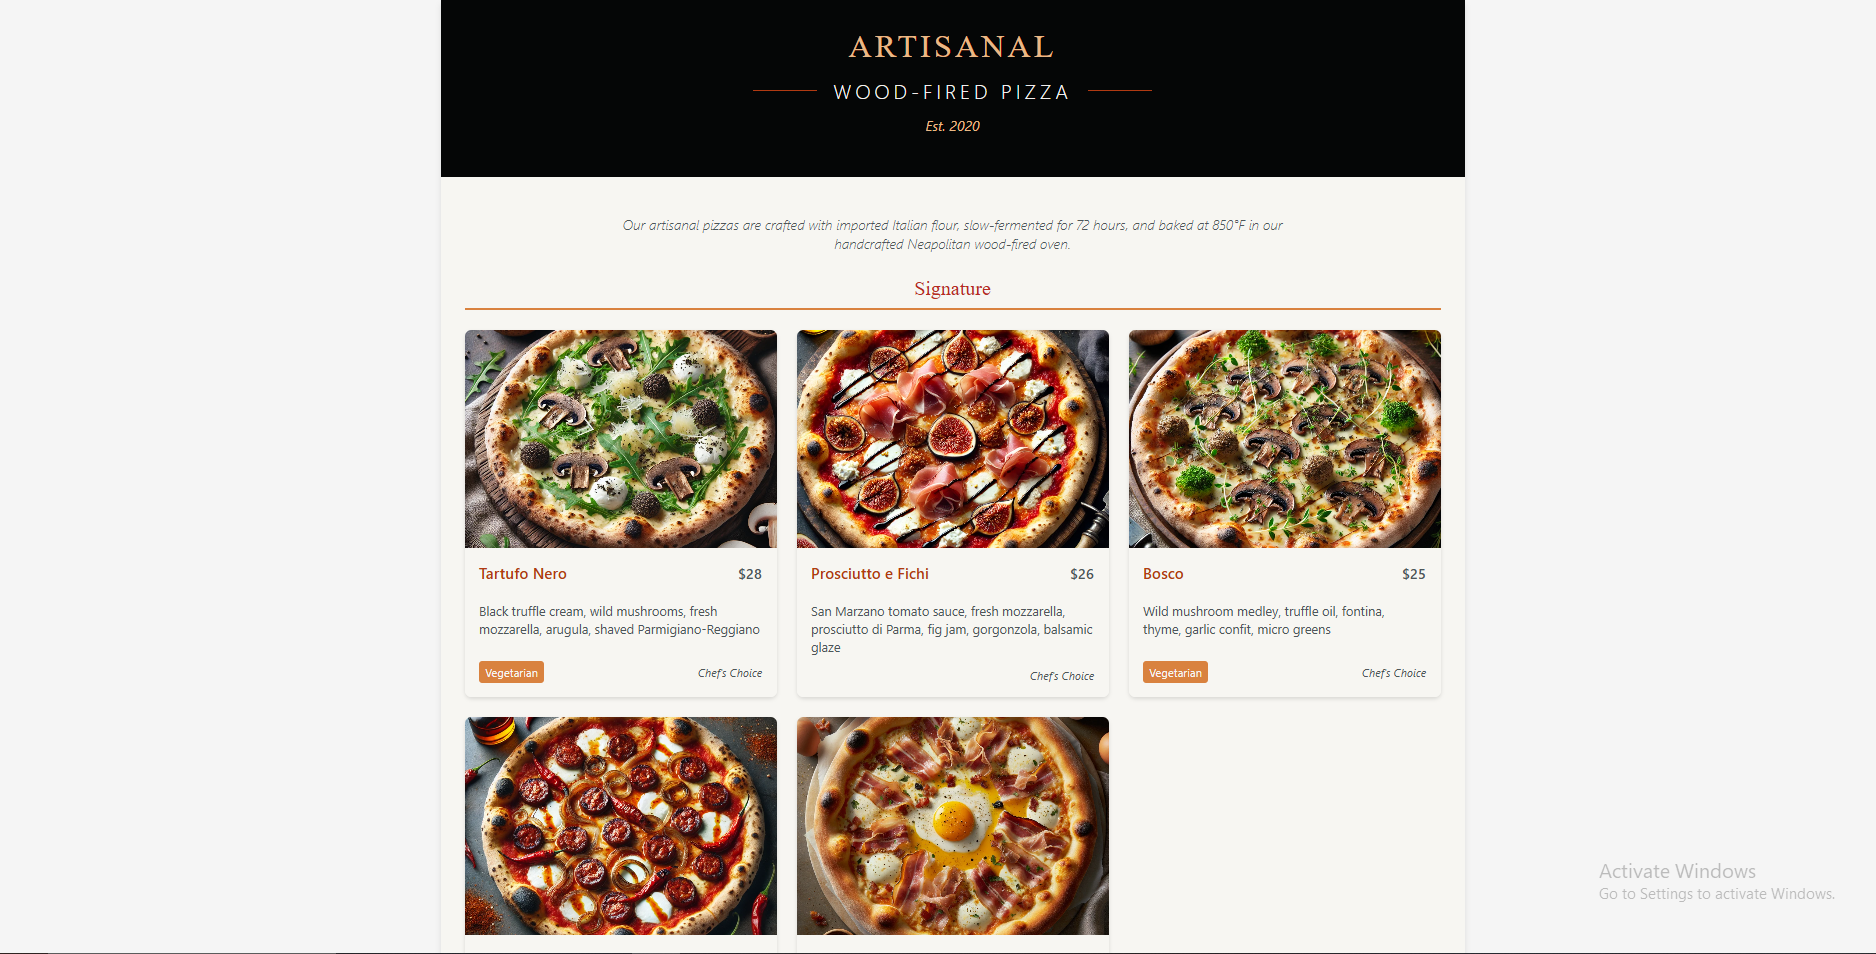 ARTISANAL
WOOD-FIRED PIZZA
Est. 2020
Our artisanal pizzas are crafted with imported Italian flour, slow-fermented for 72 hours, and baked at 850°F in our
handcrafted Neapolitan wood-fired oven.
Signature
Tartufo Nero $28
Black truffle cream, wild mushrooms, fresh
mozzarella, arugula, shaved Parmigiano-Reggiano
Vegetarian Chef's Choice
Prosciutto e Fichi $26
San Marzano tomato sauce, fresh mozzarella,
prosciutto di Parma, fig jam, gorgonzola, balsamic
glaze
Chef's Choice
Bosco $25
Wild mushroom medley, truffle oil, fontina,
thyme, garlic confit, micro greens
Vegetarian Chef's Choice
Activate Windows
Go to Settings to activate Windows.